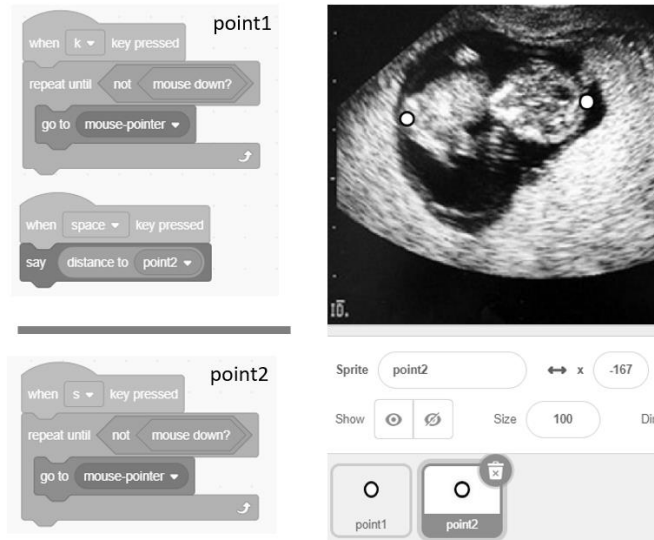 point1
when k key pressed
repeat until not mouse down?
go to mouse-pointer
when space key pressed
say distance to point2
point2
when s key pressed
repeat until not mouse down?
go to mouse-pointer
Sprite point2 x -167
Show Size 100 Di
point1 point2